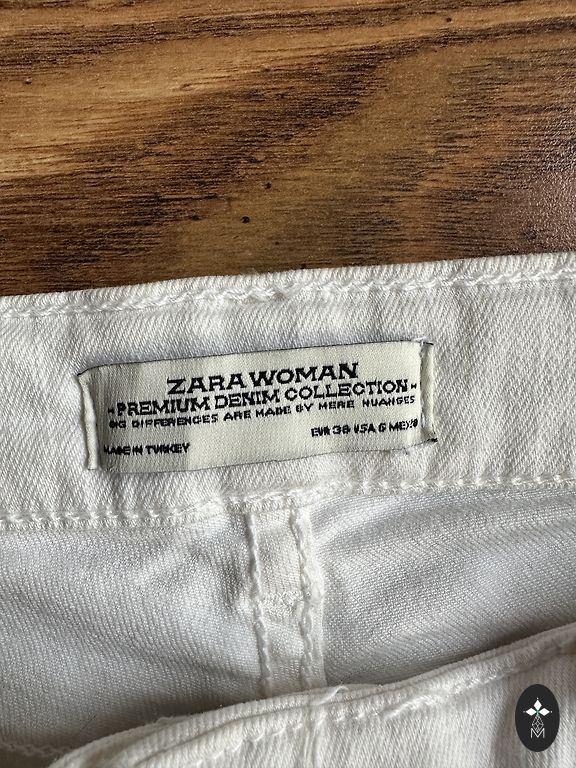 ZARA WOMAN
-PREMIUM DENIM COLLECTION-
BIG DIFFERENCES ARE MADE BY MERE NUANCES
EUR 38 USA 6 MEX 28
MADE IN TURKEY
M